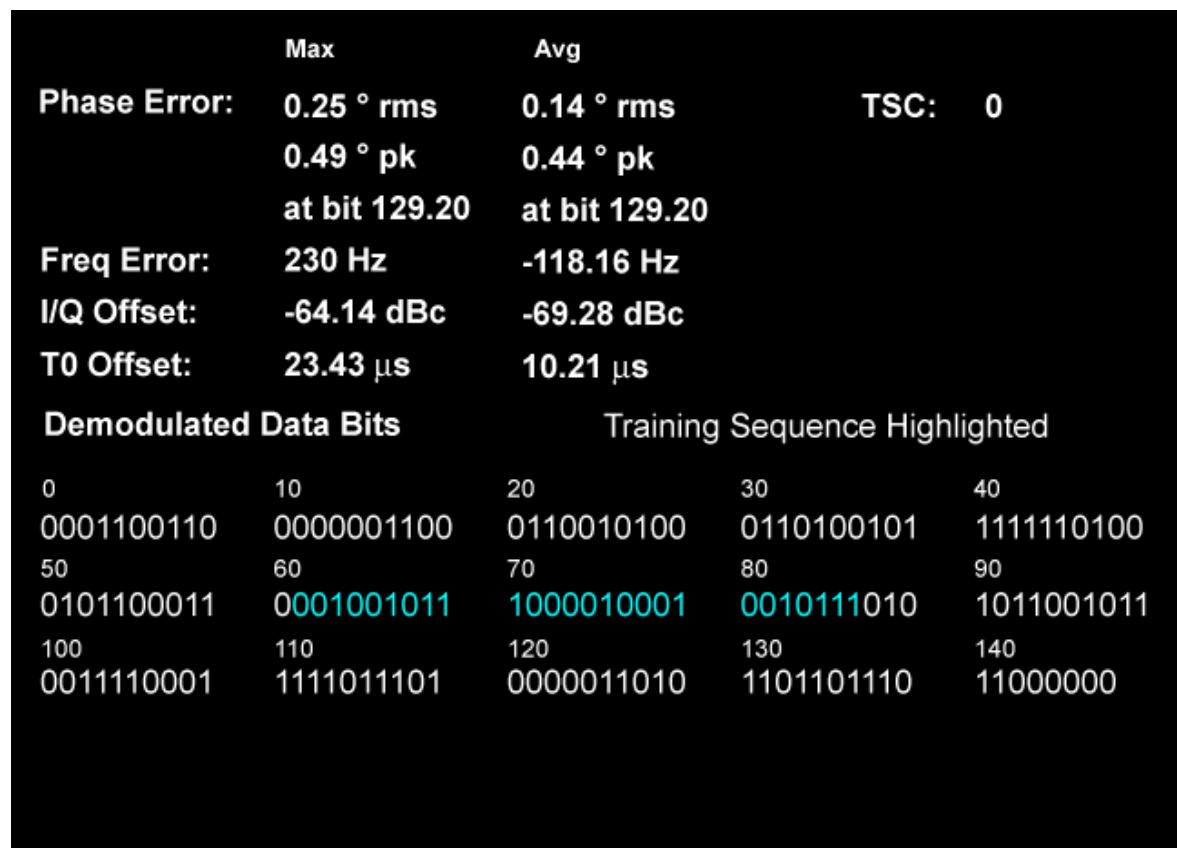 Max Avg
Phase Error: 0.25 ° rms 0.14 ° rms TSC: 0
0.49 ° pk 0.44 ° pk
at bit 129.20 at bit 129.20
Freq Error: 230 Hz -118.16 Hz
I/Q Offset: -64.14 dBc -69.28 dBc
T0 Offset: 23.43 μs 10.21 μs
Demodulated Data Bits Training Sequence Highlighted
0 10 20 30 40
0001100110 0000001100 0110010100 0110100101 1111110100
50 60 70 80 90
0101100011 0001001011 1000010001 0010111010 1011001011
100 110 120 130 140
0011110001 1111011101 0000011010 1101101110 11000000